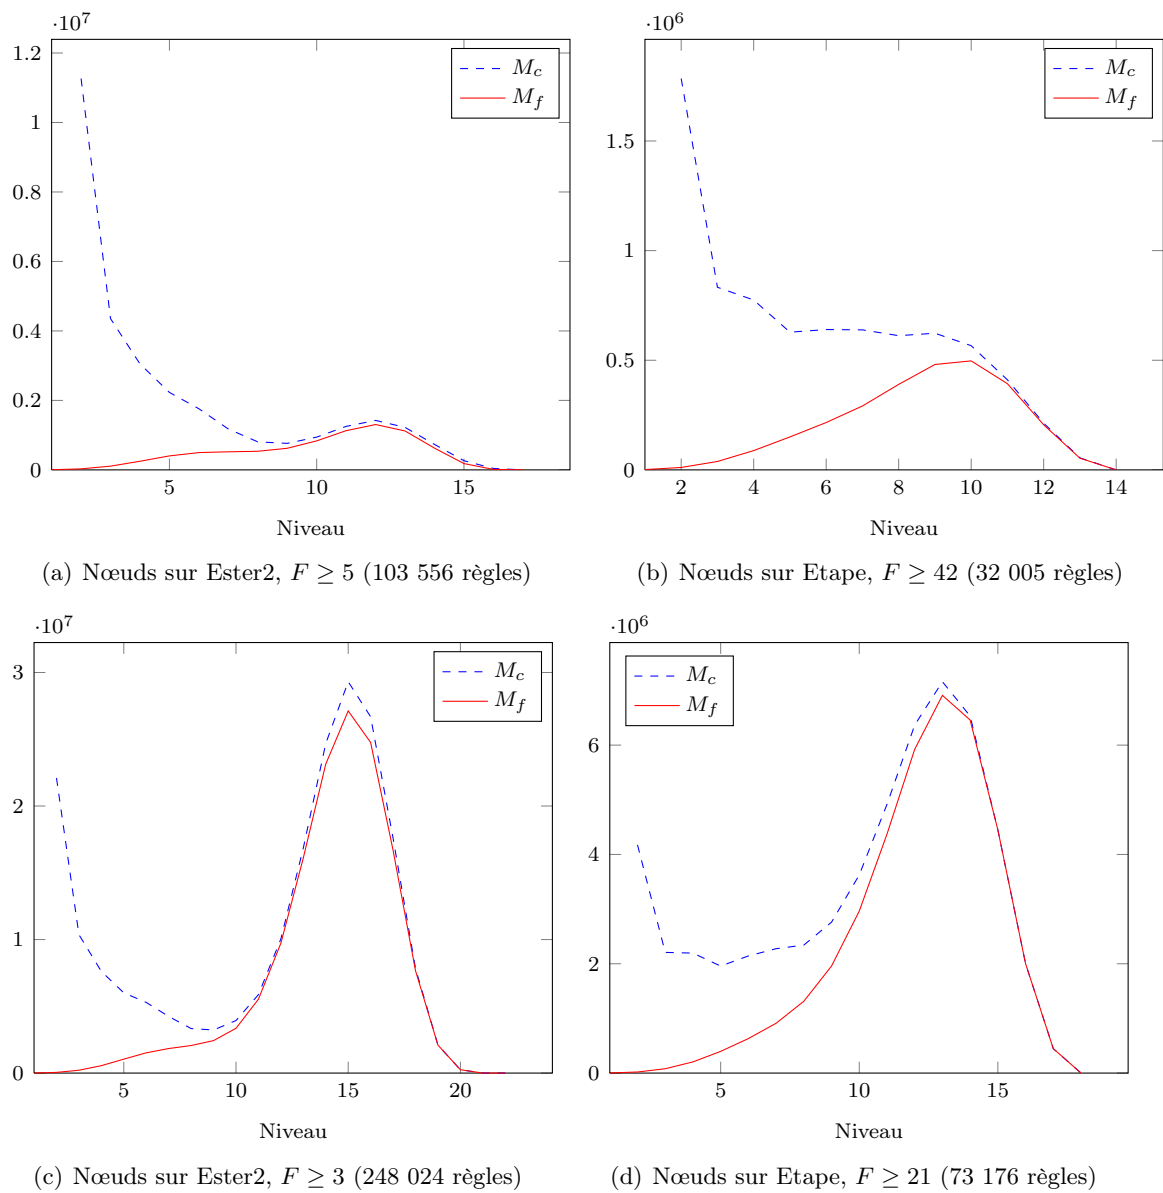 ·10^7
1.2
1
0.8
0.6
0.4
0.2
0
5
10
15
M_c
M_f
Niveau
(a) Nœuds sur Ester2, F ≥ 5 (103 556 règles)
·10^6
1.5
1
0.5
0
2
4
6
8
10
12
14
M_c
M_f
Niveau
(b) Nœuds sur Etape, F ≥ 42 (32 005 règles)
·10^7
3
2
1
0
5
10
15
20
M_c
M_f
Niveau
(c) Nœuds sur Ester2, F ≥ 3 (248 024 règles)
·10^6
6
4
2
0
5
10
15
M_c
M_f
Niveau
(d) Nœuds sur Etape, F ≥ 21 (73 176 règles)